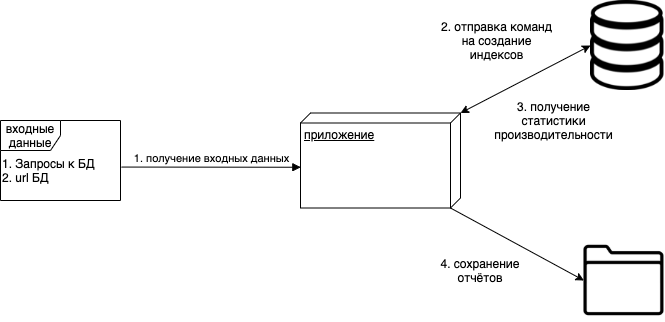 2. отправка команд
на создание
индексов
3. получение
статистики
производительности
входные
данные
1. Запросы к БД
2. url БД
1. получение входных данных
приложение
4. сохранение
отчётов